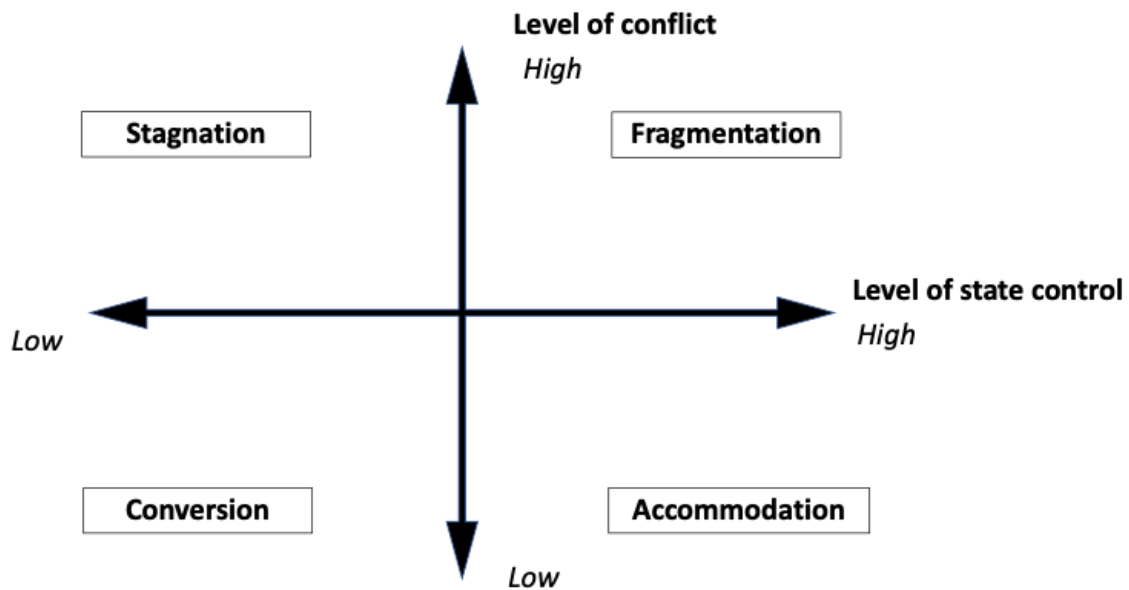 Level of conflict
High
Stagnation
Fragmentation
Level of state control
Low
High
Conversion
Accommodation
Low